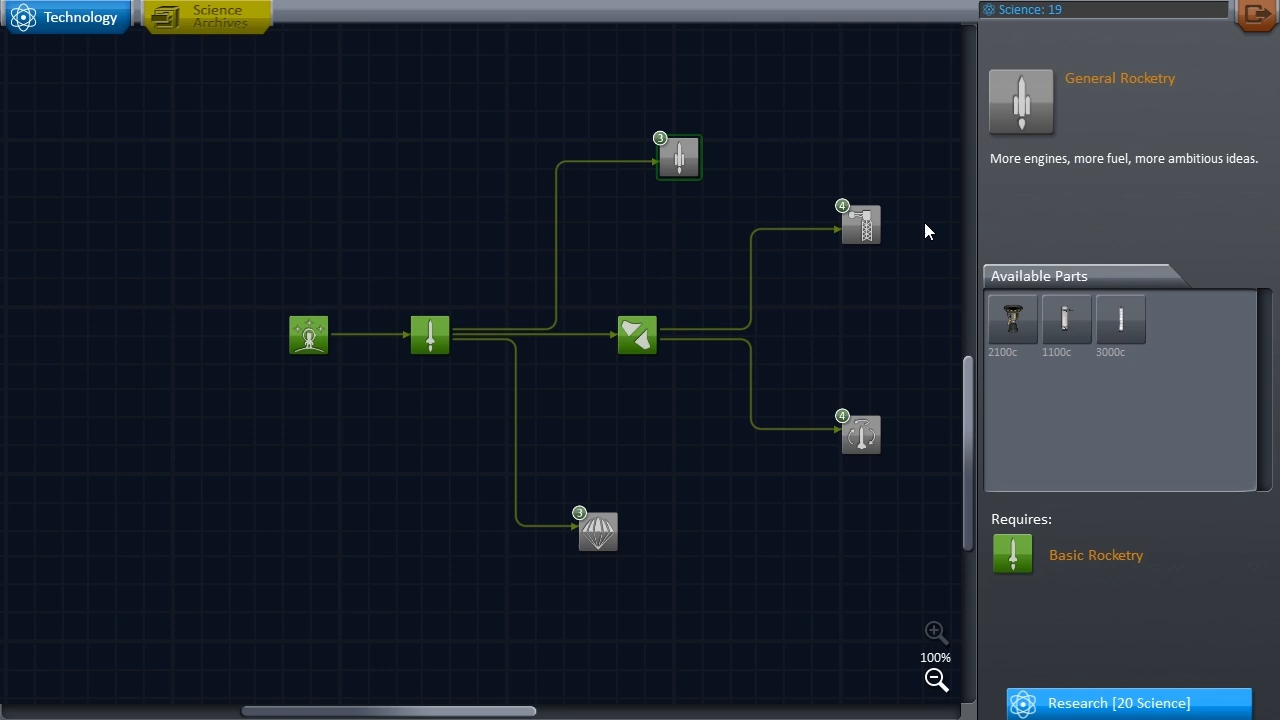 Technology
Science
Archives
Science: 19
General Rocketry
More engines, more fuel, more ambitious ideas.
3
4
Available Parts
2100c 1100c 3000c
4
3
Requires:
Basic Rocketry
100%
Research [20 Science]